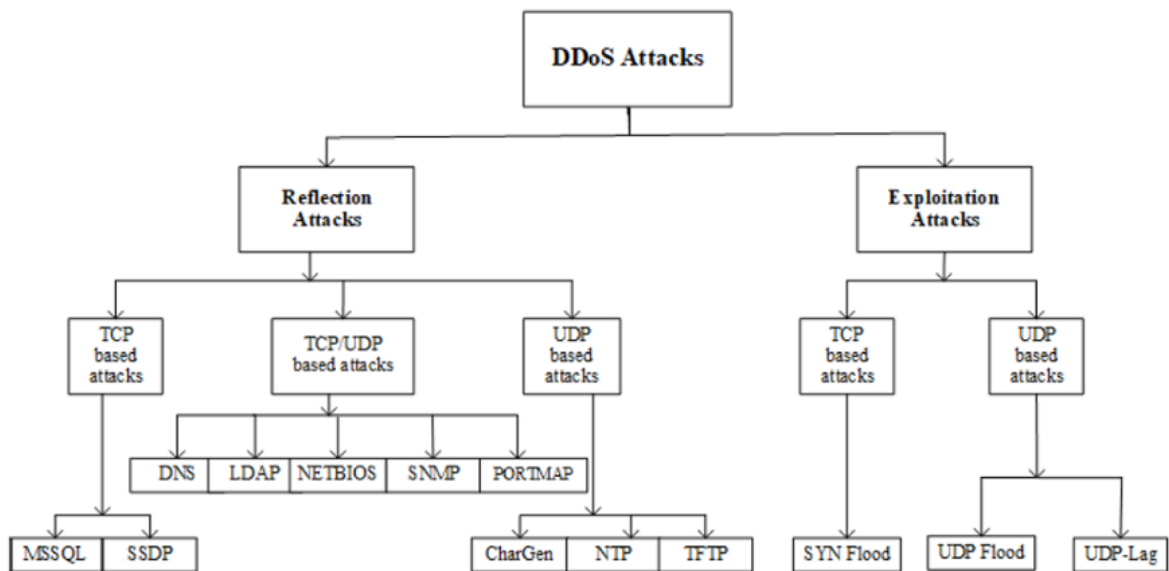 DDoS Attacks
Reflection
Attacks
Exploitation
Attacks
TCP
based
attacks
TCP/UDP
based attacks
UDP
based
attacks
TCP
based
attacks
UDP
based
attacks
DNS
LDAP
NETBIOS
SNMP
PORTMAP
MSSQL
SSDP
CharGen
NTP
TFTP
SYN Flood
UDP Flood
UDP-Lag